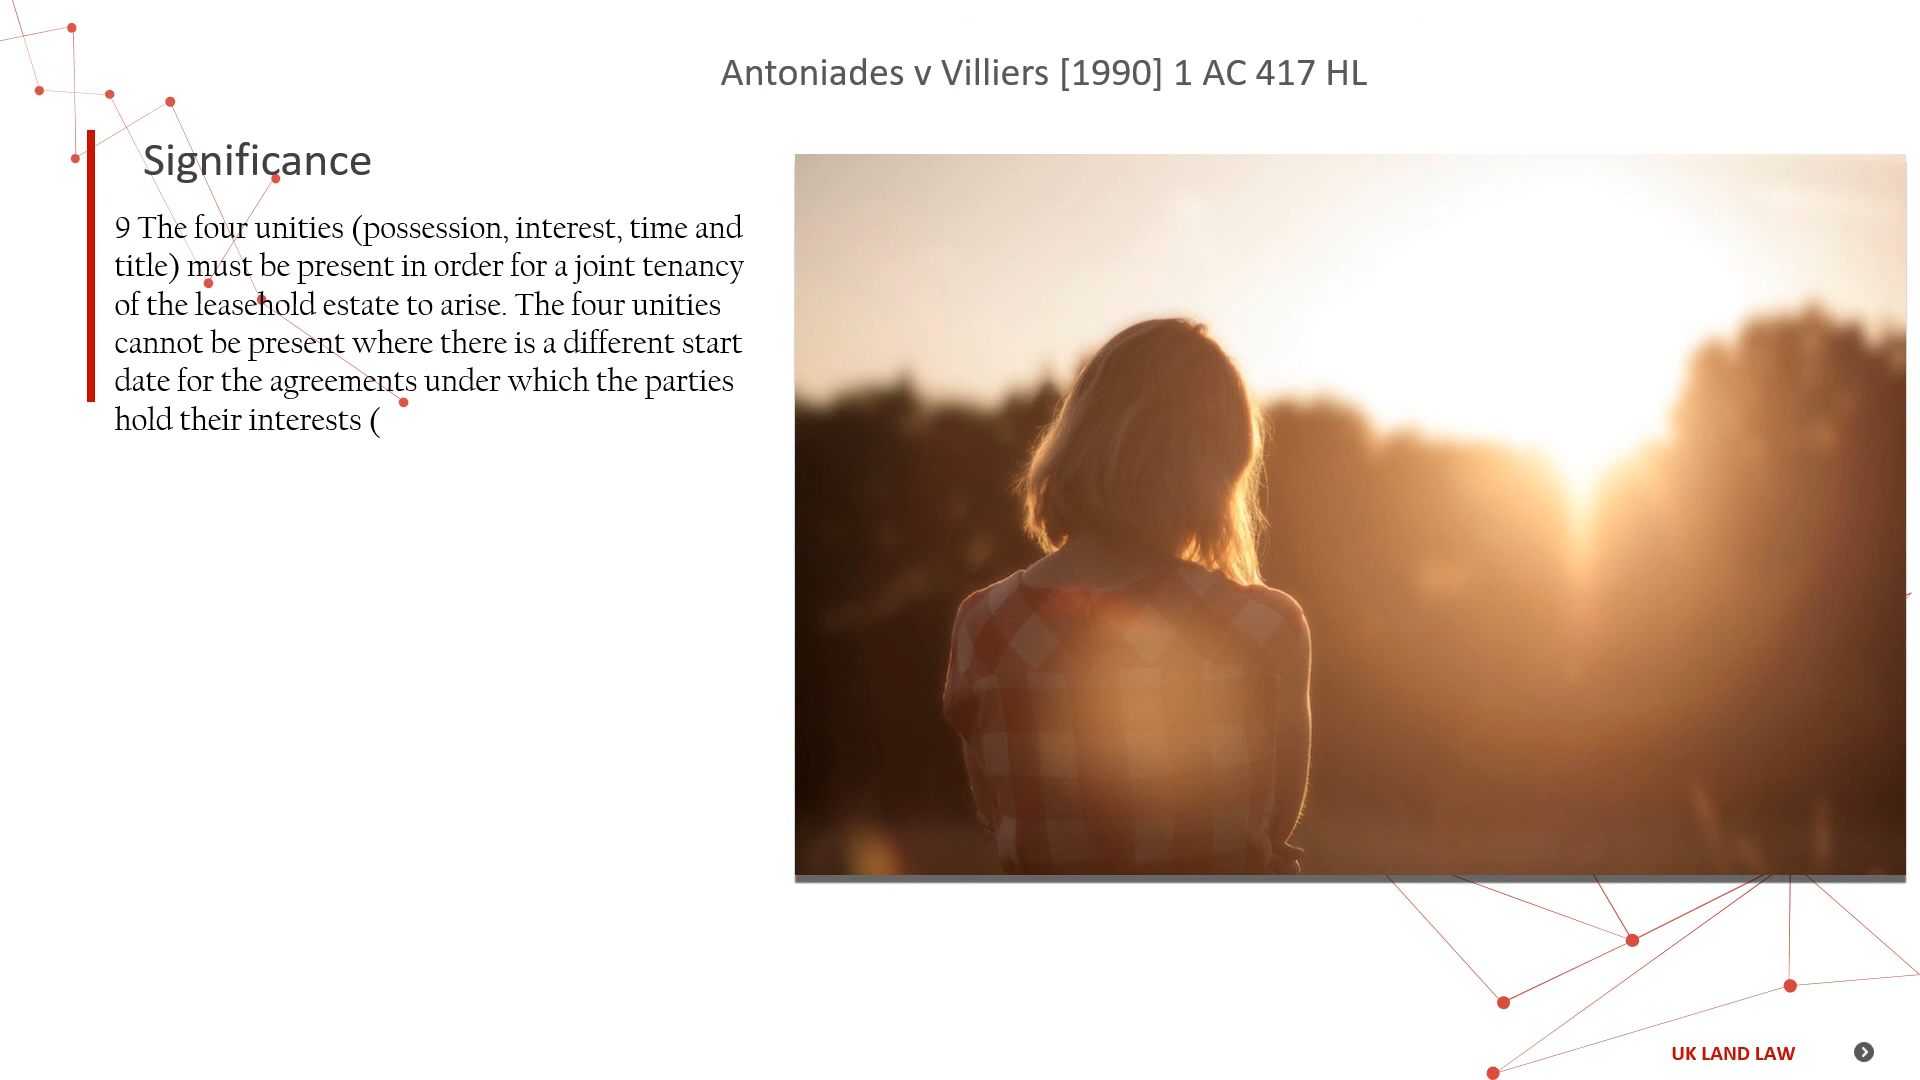 Antoniades v Villiers [1990] 1 AC 417 HL
Significance
9 The four unities (possession, interest, time and
title) must be present in order for a joint tenancy
of the leasehold estate to arise. The four unities
cannot be present where there is a different start
date for the agreements under which the parties
hold their interests (
UK LAND LAW